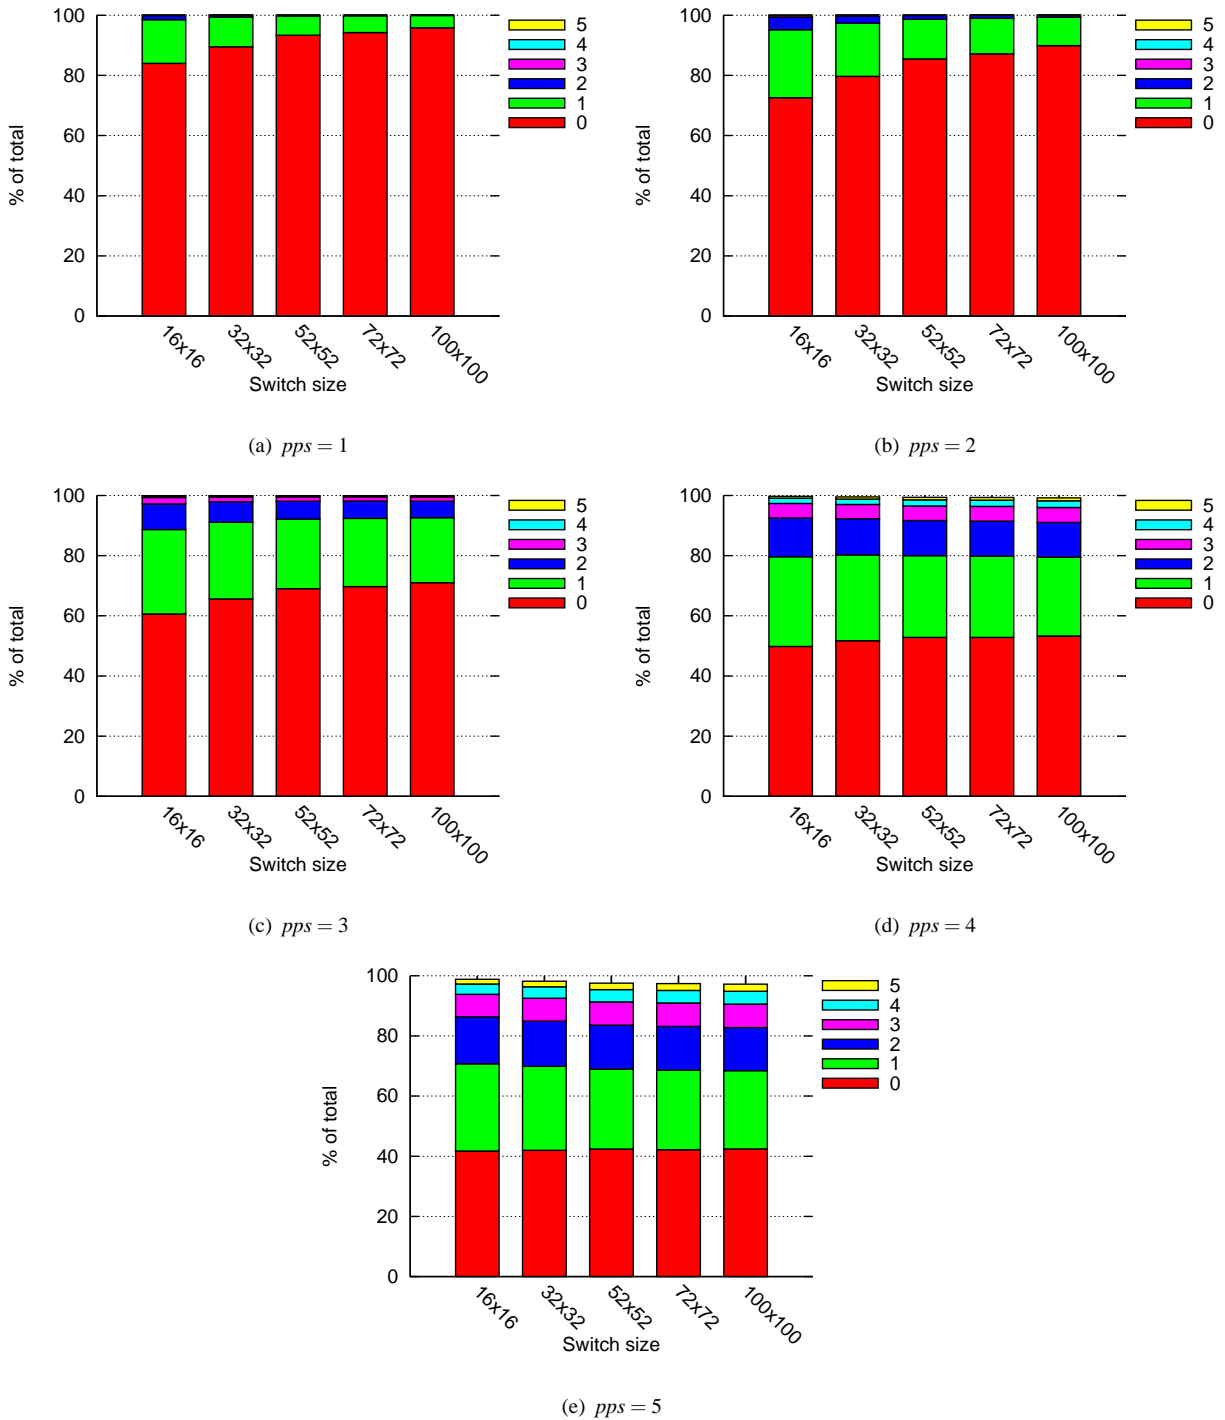 100
80
60
40
20
0
% of total
16x16
32x32
52x52
72x72
100x100
Switch size
5
4
3
2
1
0
(a) pps = 1
100
80
60
40
20
0
% of total
16x16
32x32
52x52
72x72
100x100
Switch size
5
4
3
2
1
0
(b) pps = 2
100
80
60
40
20
0
% of total
16x16
32x32
52x52
72x72
100x100
Switch size
5
4
3
2
1
0
(c) pps = 3
100
80
60
40
20
0
% of total
16x16
32x32
52x52
72x72
100x100
Switch size
5
4
3
2
1
0
(d) pps = 4
100
80
60
40
20
0
% of total
16x16
32x32
52x52
72x72
100x100
Switch size
5
4
3
2
1
0
(e) pps = 5